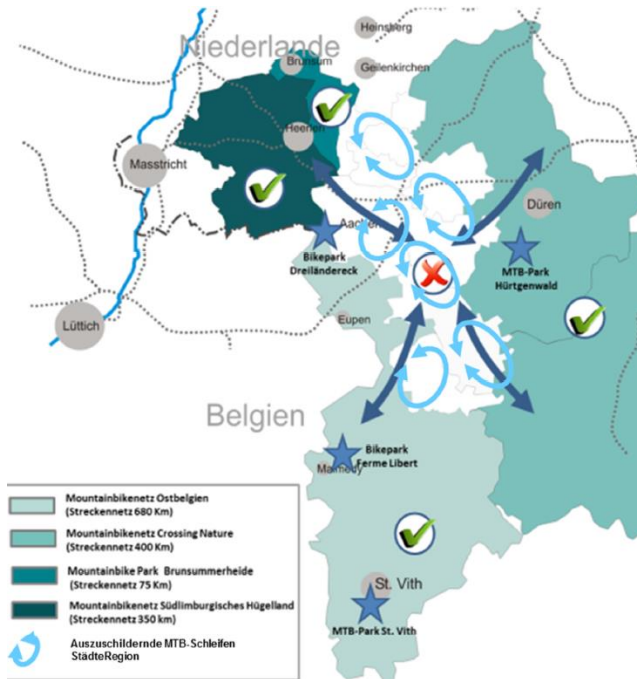 Heinsberg
Niederlande
Brunsum
Geilenkirchen
Heerlen
Masstricht
Düren
Aachen
Bikepark
Dreiländereck
MTB-Park
Hürtgenwald
Lüttich
Eupen
Belgien
Bikepark
Ferme Libert
Malmedy
St. Vith
MTB-Park St. Vith
Mountainbikenetz Ostbelgien
(Streckennetz 680 Km)
Mountainbikenetz Crossing Nature
(Streckennetz 400 Km)
Mountainbike Park Brunsummerheide
(Streckennetz 75 Km)
Mountainbikenetz Südlimburgisches Hügelland
(Streckennetz 350 km)
Auszuschildernde MTB-Schleifen
StädteRegion